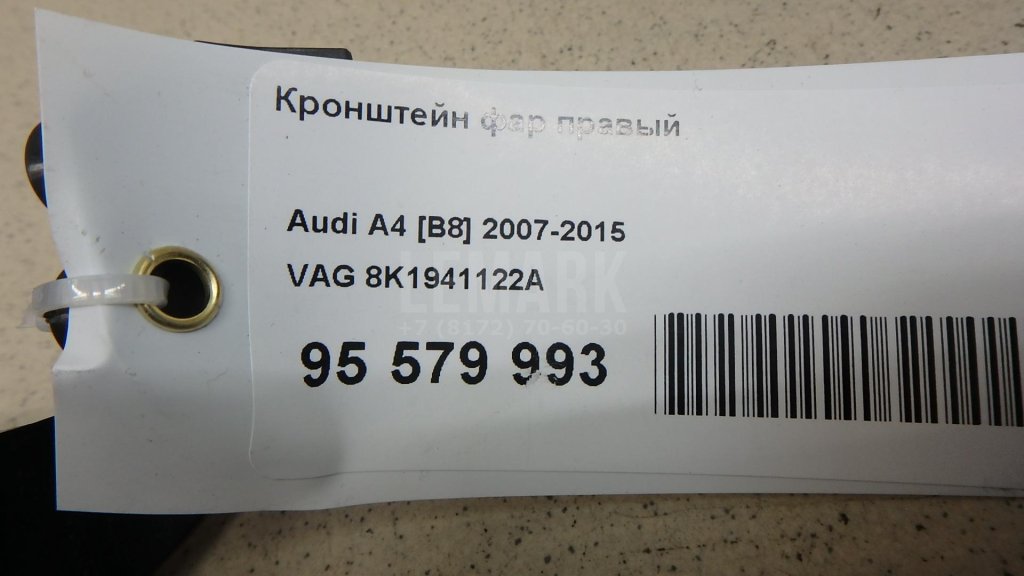 Кронштейн фар правый
Audi A4 [B8] 2007-2015
VAG 8K1941122A
LEMARK
+7 (8172) 70-60-30
95 579 993